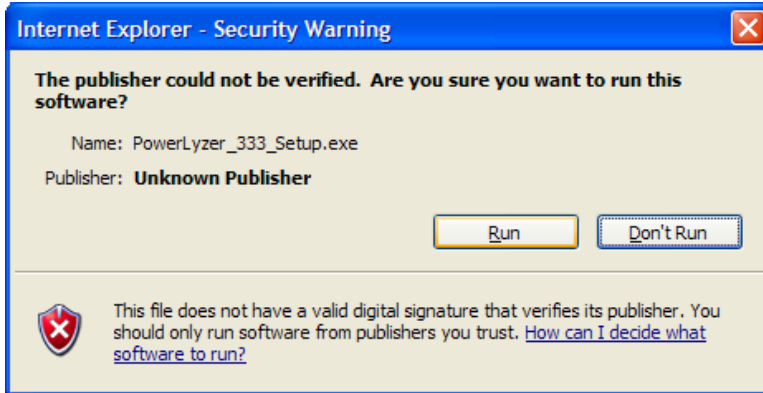 Internet Explorer - Security Warning
The publisher could not be verified. Are you sure you want to run this
software?
Name: PowerLyzer_333_Setup.exe
Publisher: Unknown Publisher
Run Don't Run
This file does not have a valid digital signature that verifies its publisher. You
should only run software from publishers you trust. How can I decide what
software to run?